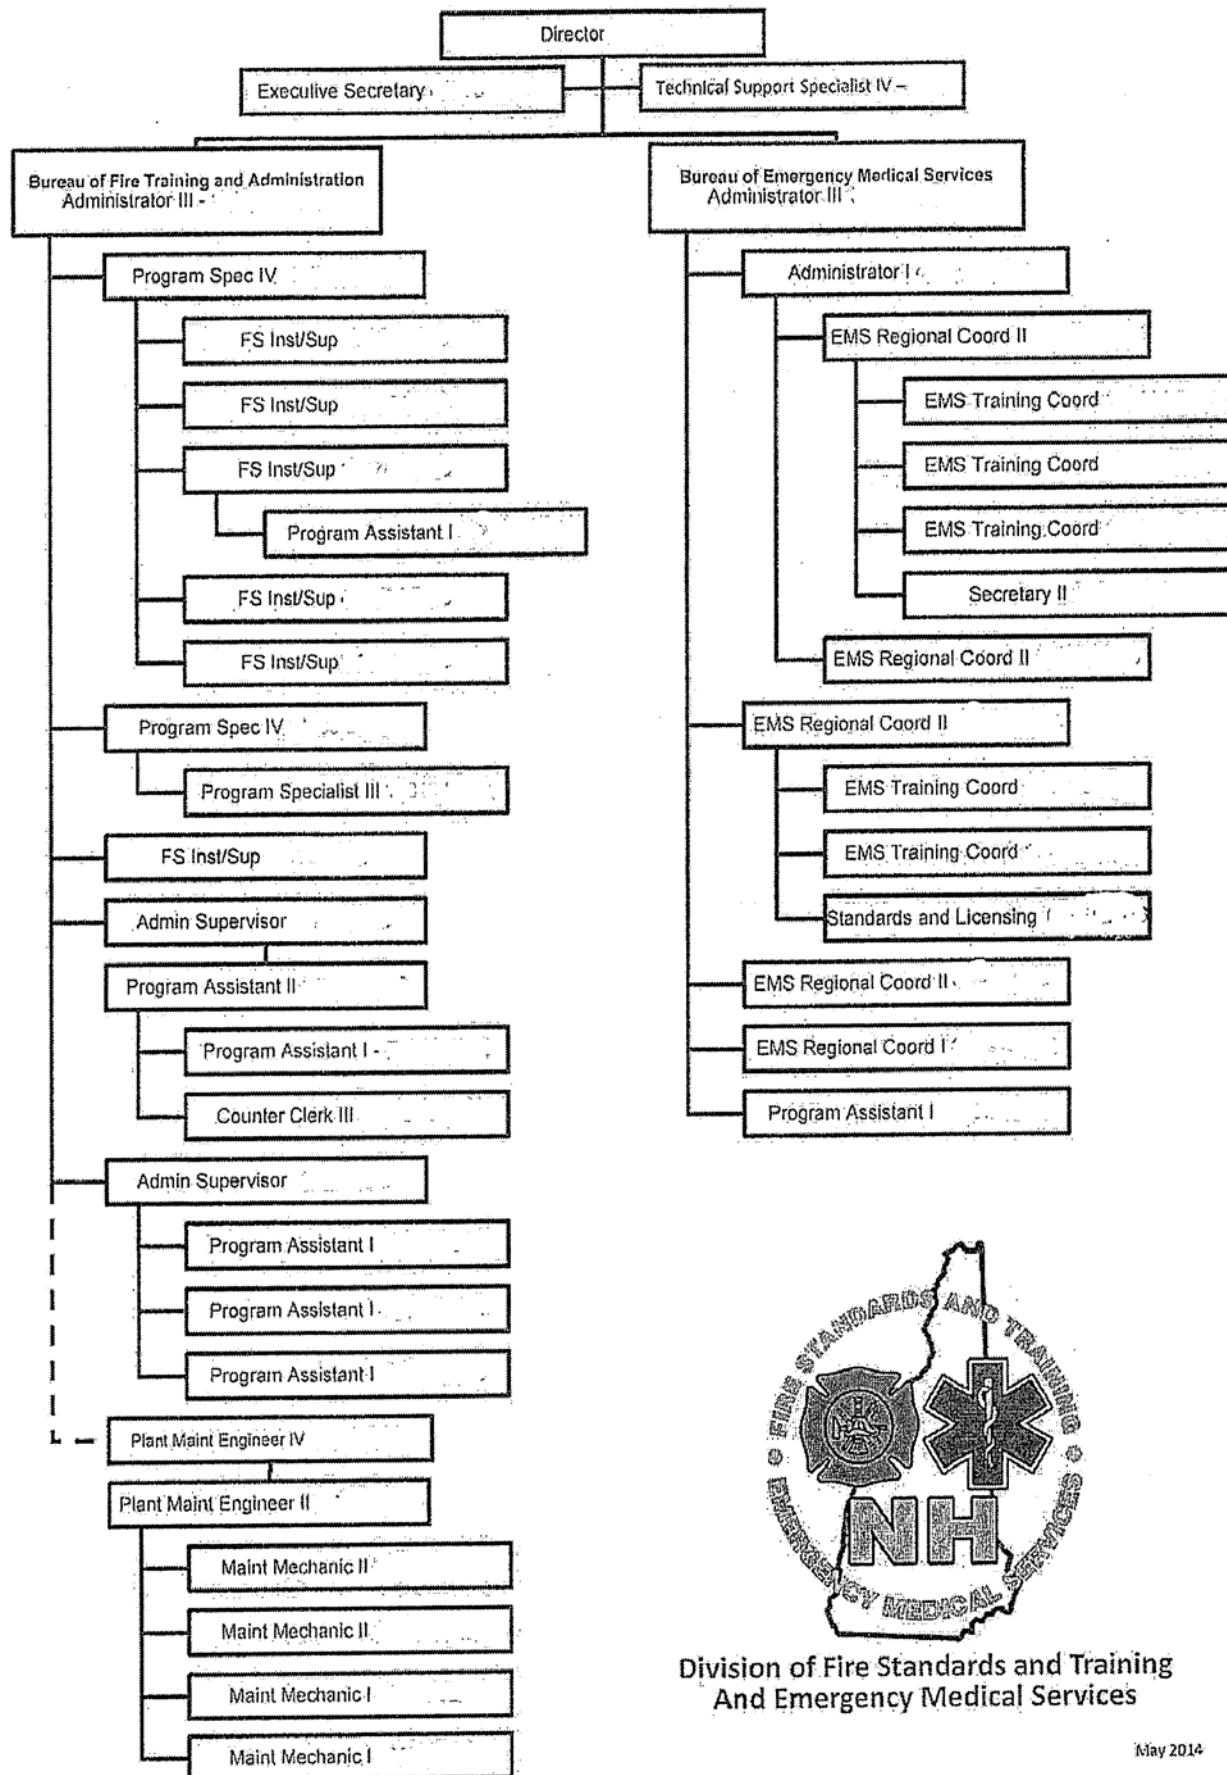 Director
Executive Secretary
Technical Support Specialist IV –
Bureau of Fire Training and Administration
Administrator III -
Program Spec IV
FS Inst/Sup
FS Inst/Sup
FS Inst/Sup
Program Assistant I
FS Inst/Sup
FS Inst/Sup
Program Spec IV
Program Specialist III
FS Inst/Sup
Admin Supervisor
Program Assistant II
Program Assistant I -
Counter Clerk III
Admin Supervisor
Program Assistant I
Program Assistant I
Program Assistant I
Plant Maint Engineer IV
Plant Maint Engineer II
Maint Mechanic II
Maint Mechanic II
Maint Mechanic I
Maint Mechanic I
Bureau of Emergency Medical Services
Administrator III
Administrator I
EMS Regional Coord II
EMS Training Coord
EMS Training Coord
EMS Training Coord
Secretary II
EMS Regional Coord II
EMS Regional Coord II
EMS Training Coord
EMS Training Coord
Standards and Licensing
EMS Regional Coord II
EMS Regional Coord I
Program Assistant I
FIRE STANDARDS AND TRAINING
NH
EMERGENCY MEDICAL SERVICES
Division of Fire Standards and Training
And Emergency Medical Services
May 2014